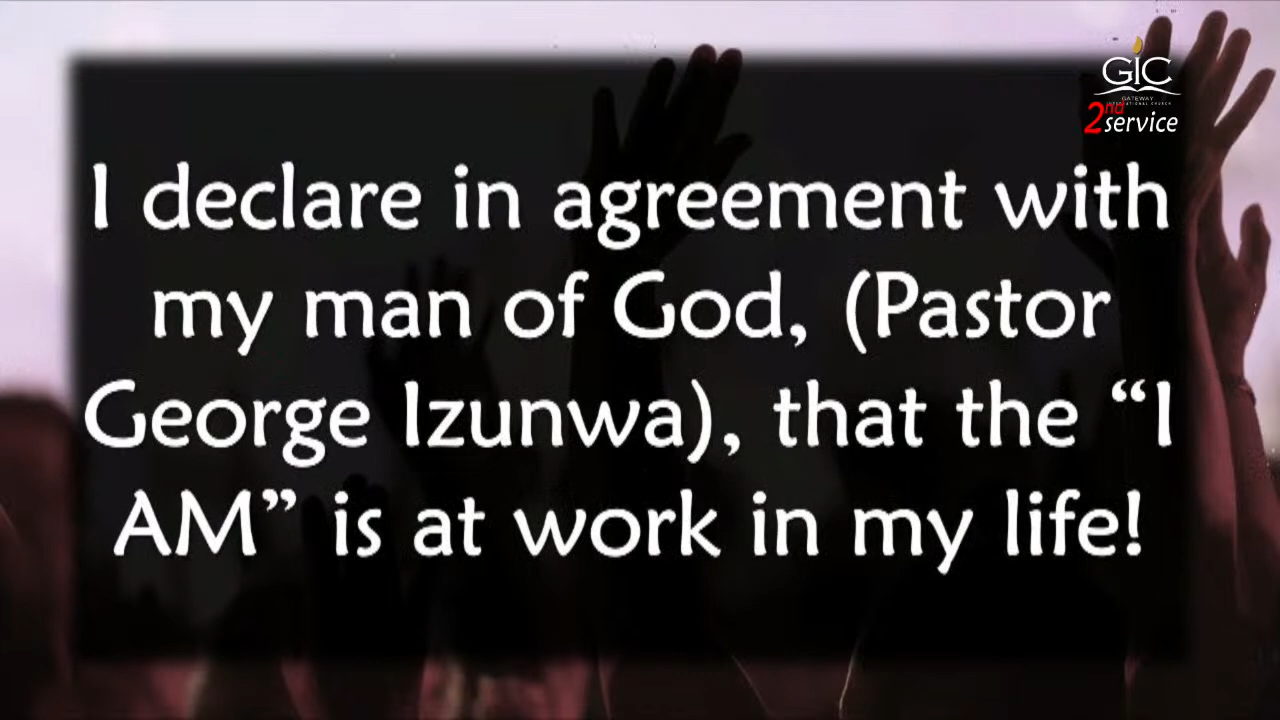 GIC
GATEWAY
INTERNATIONAL CHURCH
2nd service
I declare in agreement with
my man of God, (Pastor
George Izunwa), that the “I
AM” is at work in my life!